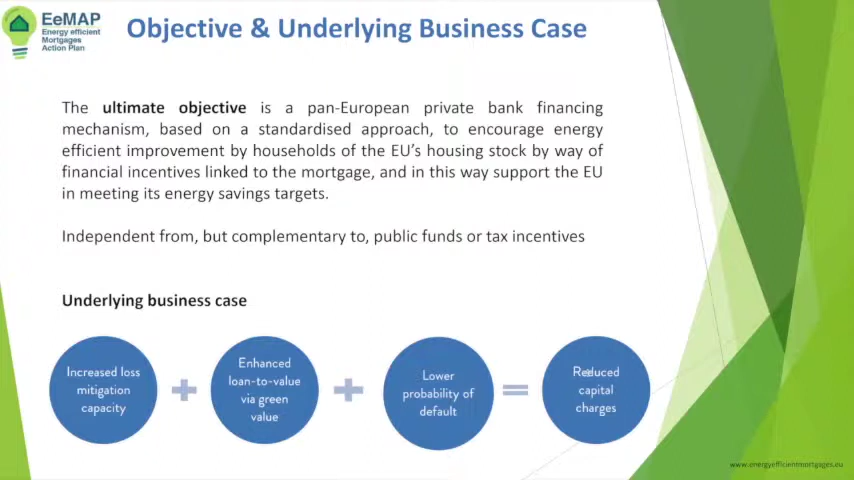 EeMAP
Energy efficient
Mortgages
Action Plan
Objective & Underlying Business Case
The ultimate objective is a pan-European private bank financing
mechanism, based on a standardised approach, to encourage energy
efficient improvement by households of the EU's housing stock by way of
financial incentives linked to the mortgage, and in this way support the EU
in meeting its energy savings targets.
Independent from, but complementary to, public funds or tax incentives
Underlying business case
Increased loss
mitigation
capacity
+
Enhanced
loan-to-value
via green
value
+
Lower
probability of
default
=
Reduced
capital
charges
www.energyefficientmortgages.eu